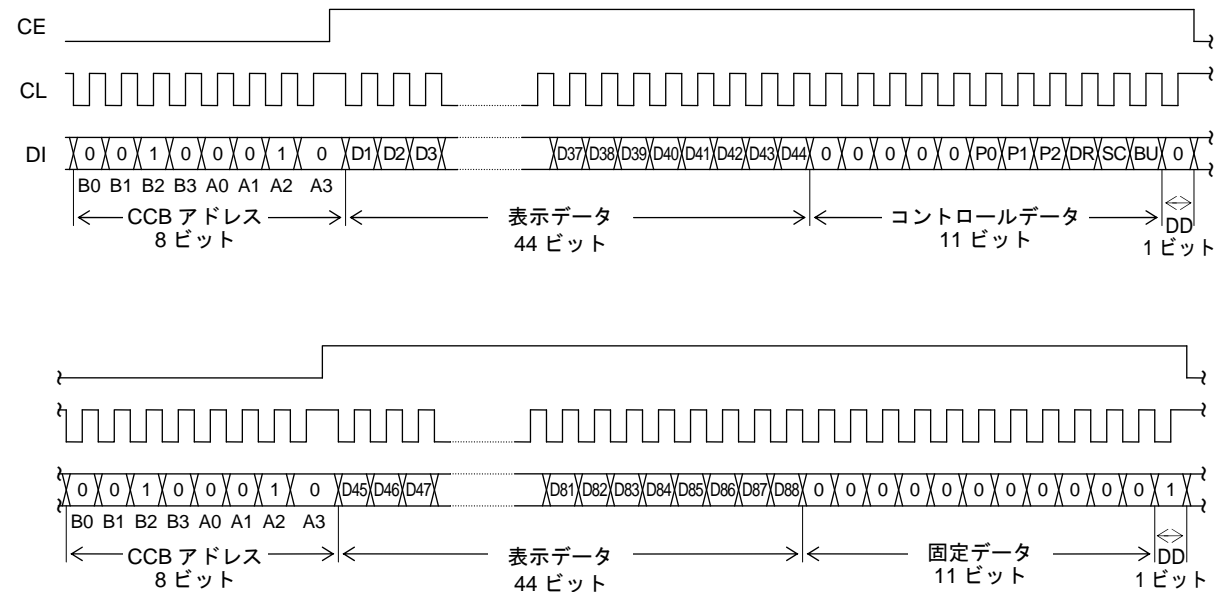 CE
CL
DI 0 0 1 0 0 0 1 0 D1 D2 D3 D37 D38 D39 D40 D41 D42 D43 D44 0 0 0 0 0 P0 P1 P2 DR SC BU 0
B0 B1 B2 B3 A0 A1 A2 A3
CCB アドレス
8 ビット
表示データ
44 ビット
コントロールデータ
11 ビット
DD
1 ビット
0 0 1 0 0 0 1 0 D45 D46 D47 D81 D82 D83 D84 D85 D86 D87 D88 0 0 0 0 0 0 0 0 0 0 0 1
B0 B1 B2 B3 A0 A1 A2 A3
CCB アドレス
8 ビット
表示データ
44 ビット
固定データ
11 ビット
DD
1 ビット